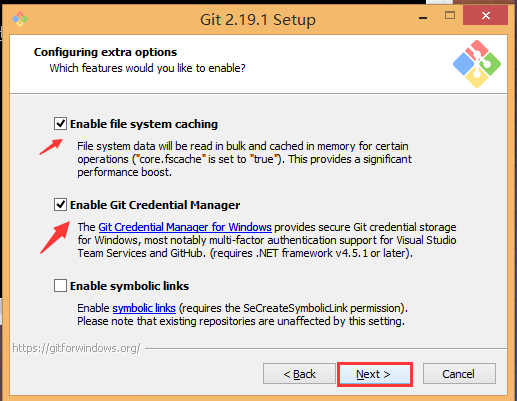 Git 2.19.1 Setup
Configuring extra options
Which features would you like to enable?
Enable file system caching
File system data will be read in bulk and cached in memory for certain
operations ("core.fscache" is set to "true"). This provides a significant
performance boost.
Enable Git Credential Manager
The Git Credential Manager for Windows provides secure Git credential storage
for Windows, most notably multi-factor authentication support for Visual Studio
Team Services and GitHub. (requires .NET framework v4.5.1 or later).
Enable symbolic links
Enable symbolic links (requires the SeCreateSymbolicLink permission).
Please note that existing repositories are unaffected by this setting.
https://gitforwindows.org/
< Back
Next >
Cancel